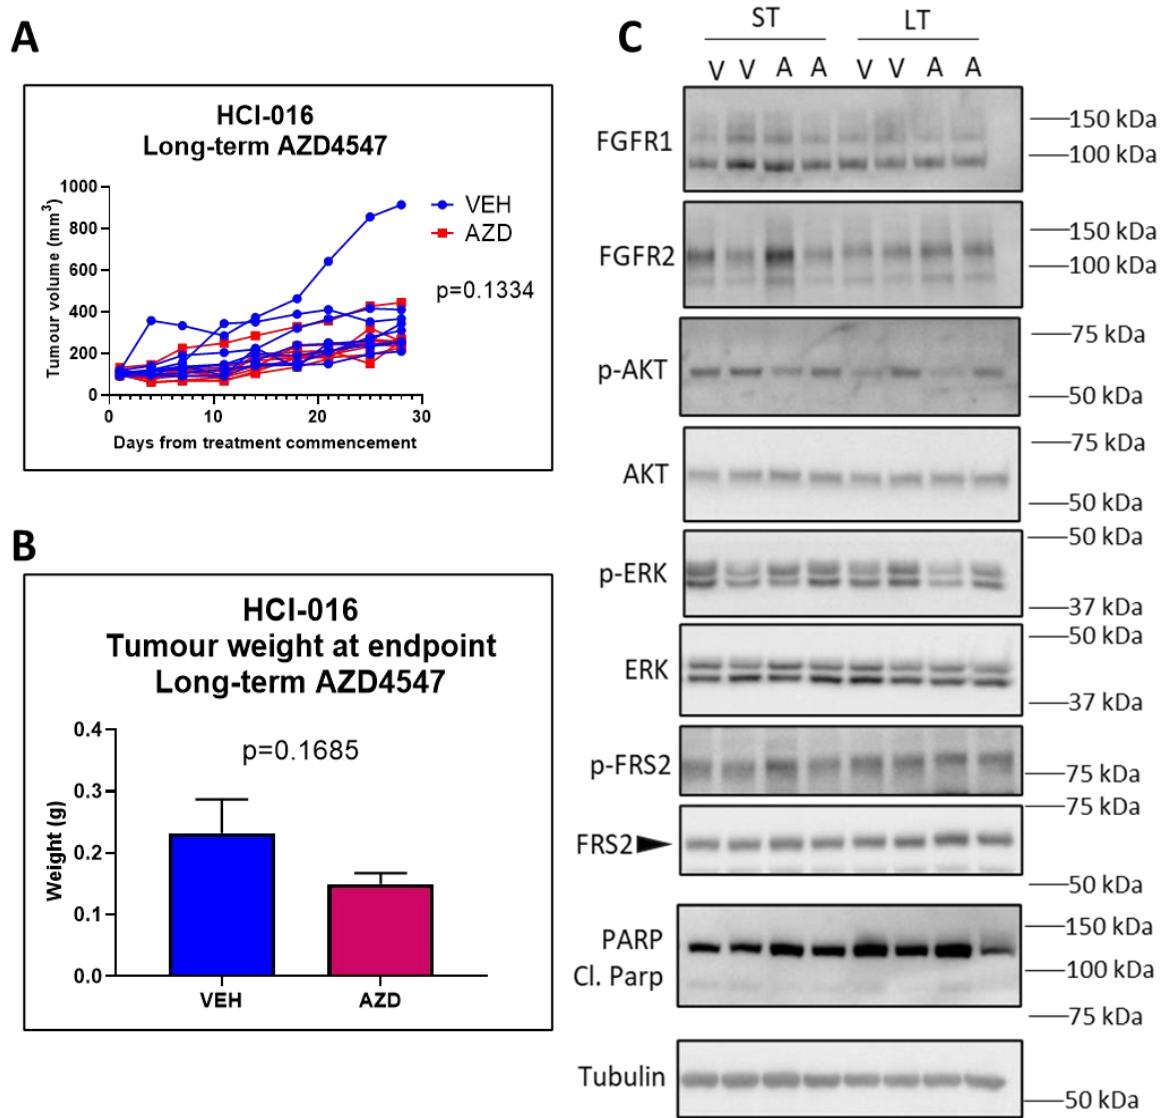 A
HCI-016
Long-term AZD4547
Tumour volume (mm³)
1000
800
600
400
200
0
0 10 20 30
Days from treatment commencement
VEH
AZD
p=0.1334
B
HCI-016
Tumour weight at endpoint
Long-term AZD4547
p=0.1685
Weight (g)
0.4
0.3
0.2
0.1
0.0
VEH AZD
C
ST LT
V V A A V V A A
FGFR1
150 kDa
100 kDa
FGFR2
150 kDa
100 kDa
p-AKT
75 kDa
50 kDa
AKT
75 kDa
50 kDa
p-ERK
50 kDa
37 kDa
ERK
50 kDa
37 kDa
p-FRS2
75 kDa
FRS2
75 kDa
50 kDa
PARP
Cl. Parp
150 kDa
100 kDa
75 kDa
Tubulin
50 kDa